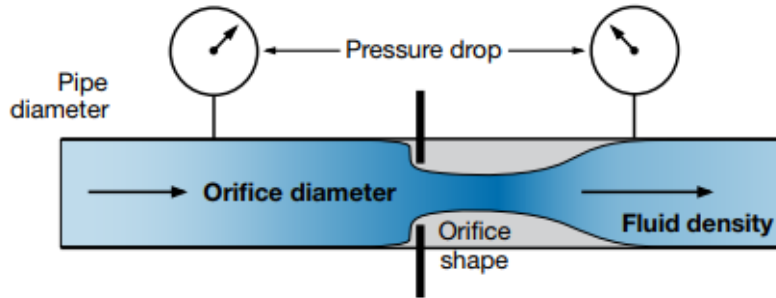 Pressure drop
Pipe
diameter
Orifice diameter
Orifice
shape
Fluid density